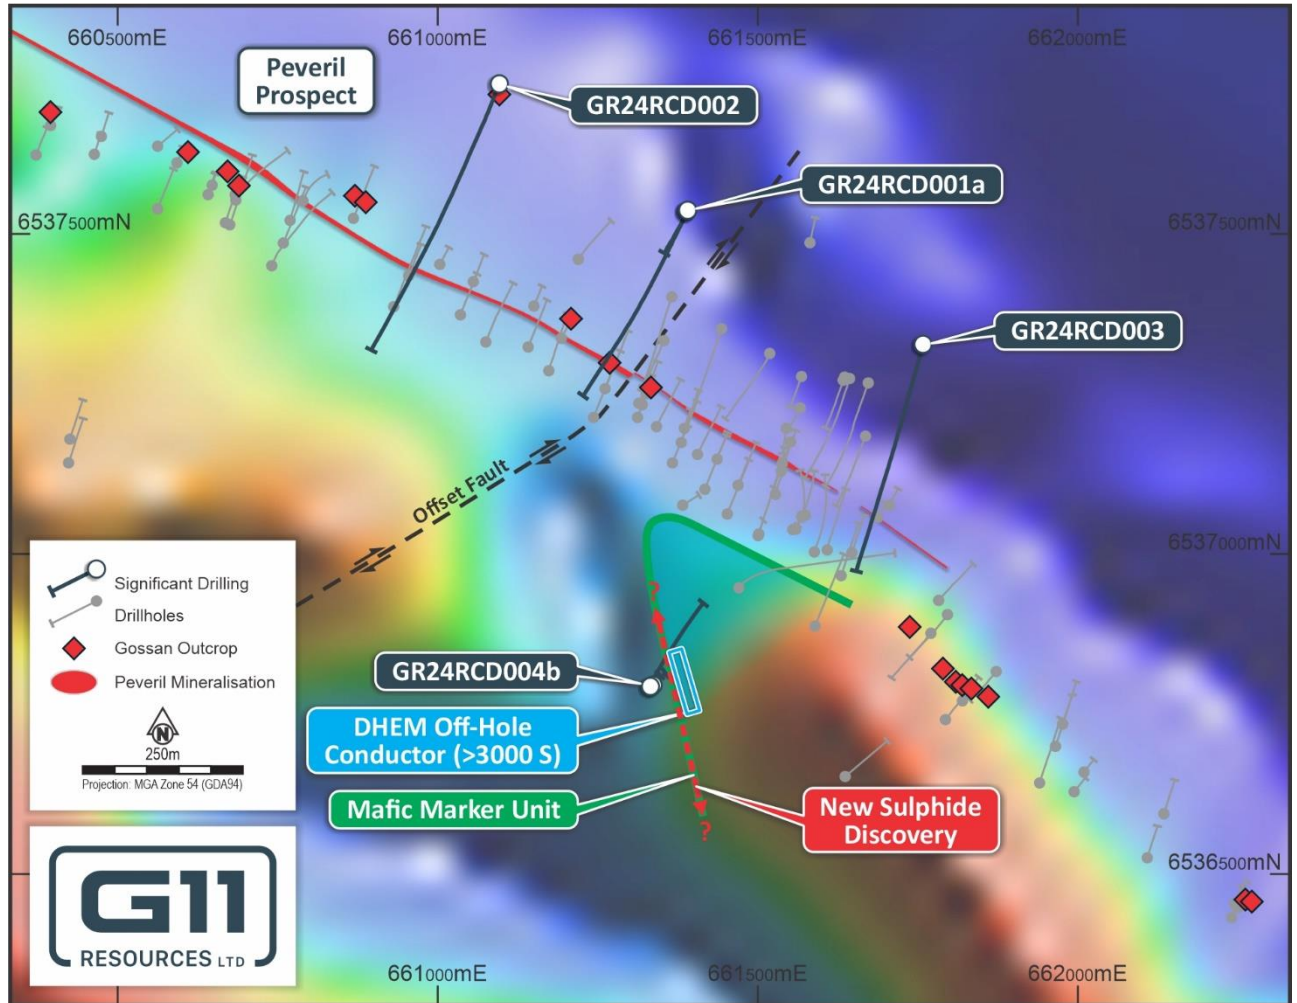 660500mE
661000mE
661500mE
662000mE
Peveril
Prospect
GR24RCD002
GR24RCD001a
6537500mN
6537500mN
GR24RCD003
Offset Fault
6537000mN
Significant Drilling
Drillholes
Gossan Outcrop
Peveril Mineralisation
N
250m
Projection: MGA Zone 54 (GDA94)
?
GR24RCD004b
DHEM Off-Hole
Conductor (>3000 S)
Mafic Marker Unit
New Sulphide
Discovery
?
6536500mN
G11
RESOURCES LTD
661000mE
661500mE
662000mE